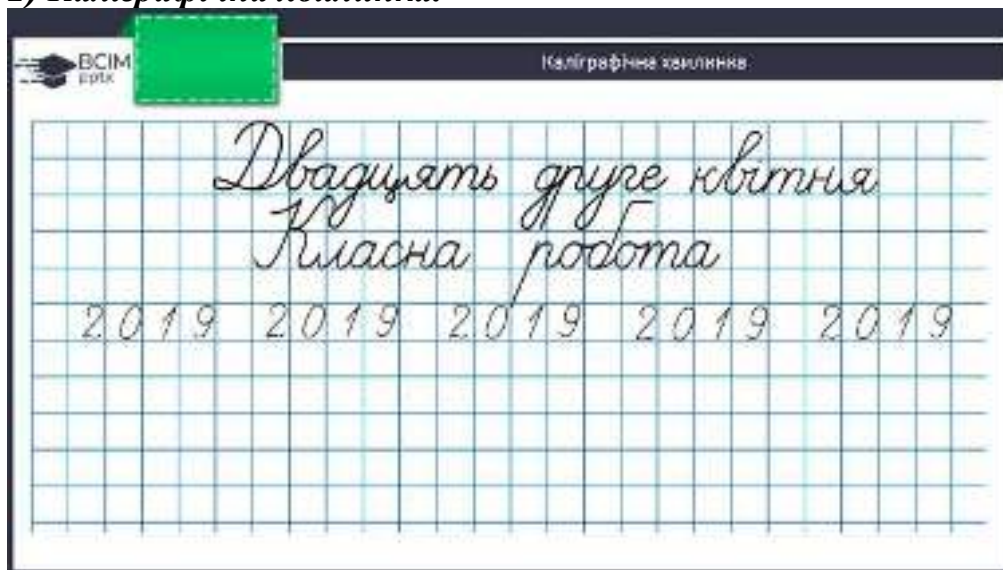 2) Каліграфічна хвилинка.
ВСІМ
pptx
Каліграфічна хвилинка
Двадцять друге квітня
Класна робота
2019 2019 2019 2019 2019